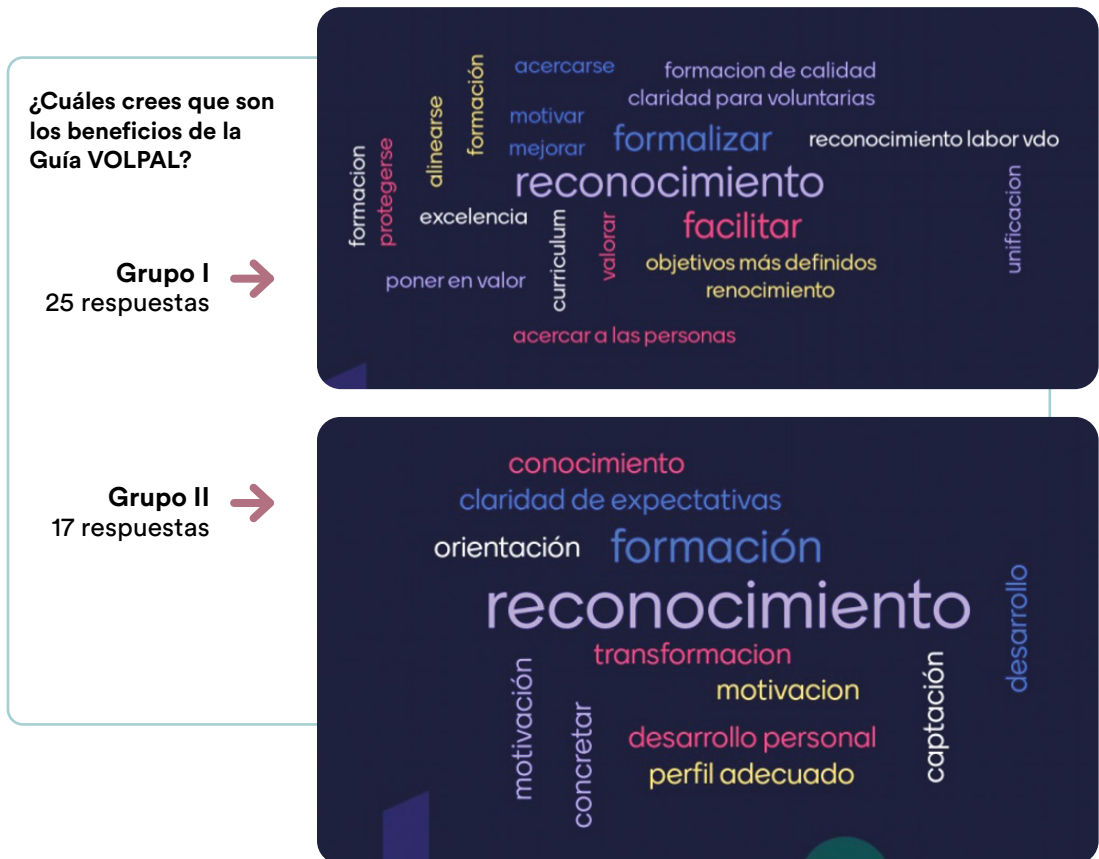 ¿Cuáles crees que son
los beneficios de la
Guía VOLPAL?
Grupo I
25 respuestas
acercarse
formacion de calidad
formación
claridad para voluntarias
alinearse
motivar
formalizar
reconocimiento labor vdo
mejorar
formacion
protegerse
reconocimiento
unificacion
excelencia
curriculum
valorar
facilitar
objetivos más definidos
poner en valor
renocimiento
acercar a las personas
Grupo II
17 respuestas
conocimiento
claridad de expectativas
orientación
formación
reconocimiento
desarrollo
transformacion
motivación
motivacion
captación
concretar
desarrollo personal
perfil adecuado